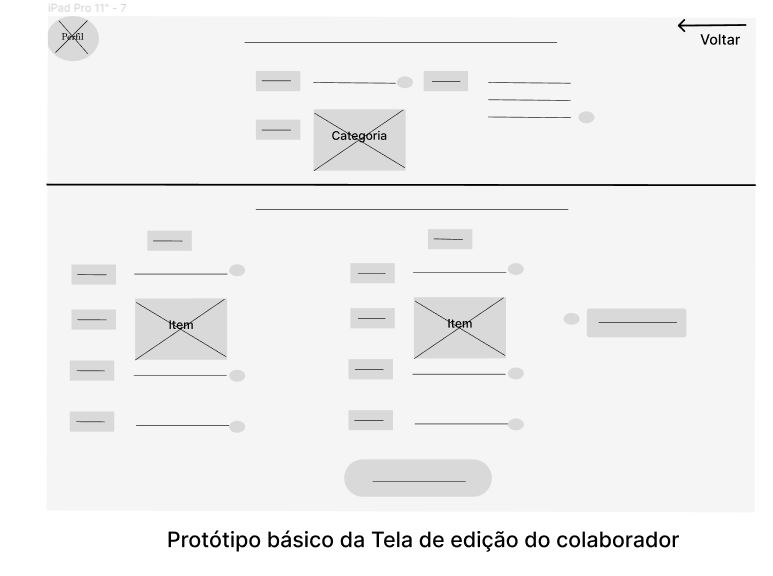 iPad Pro 11" - 7
Perfil
Voltar
Categoria
Item
Item
Protótipo básico da Tela de edição do colaborador